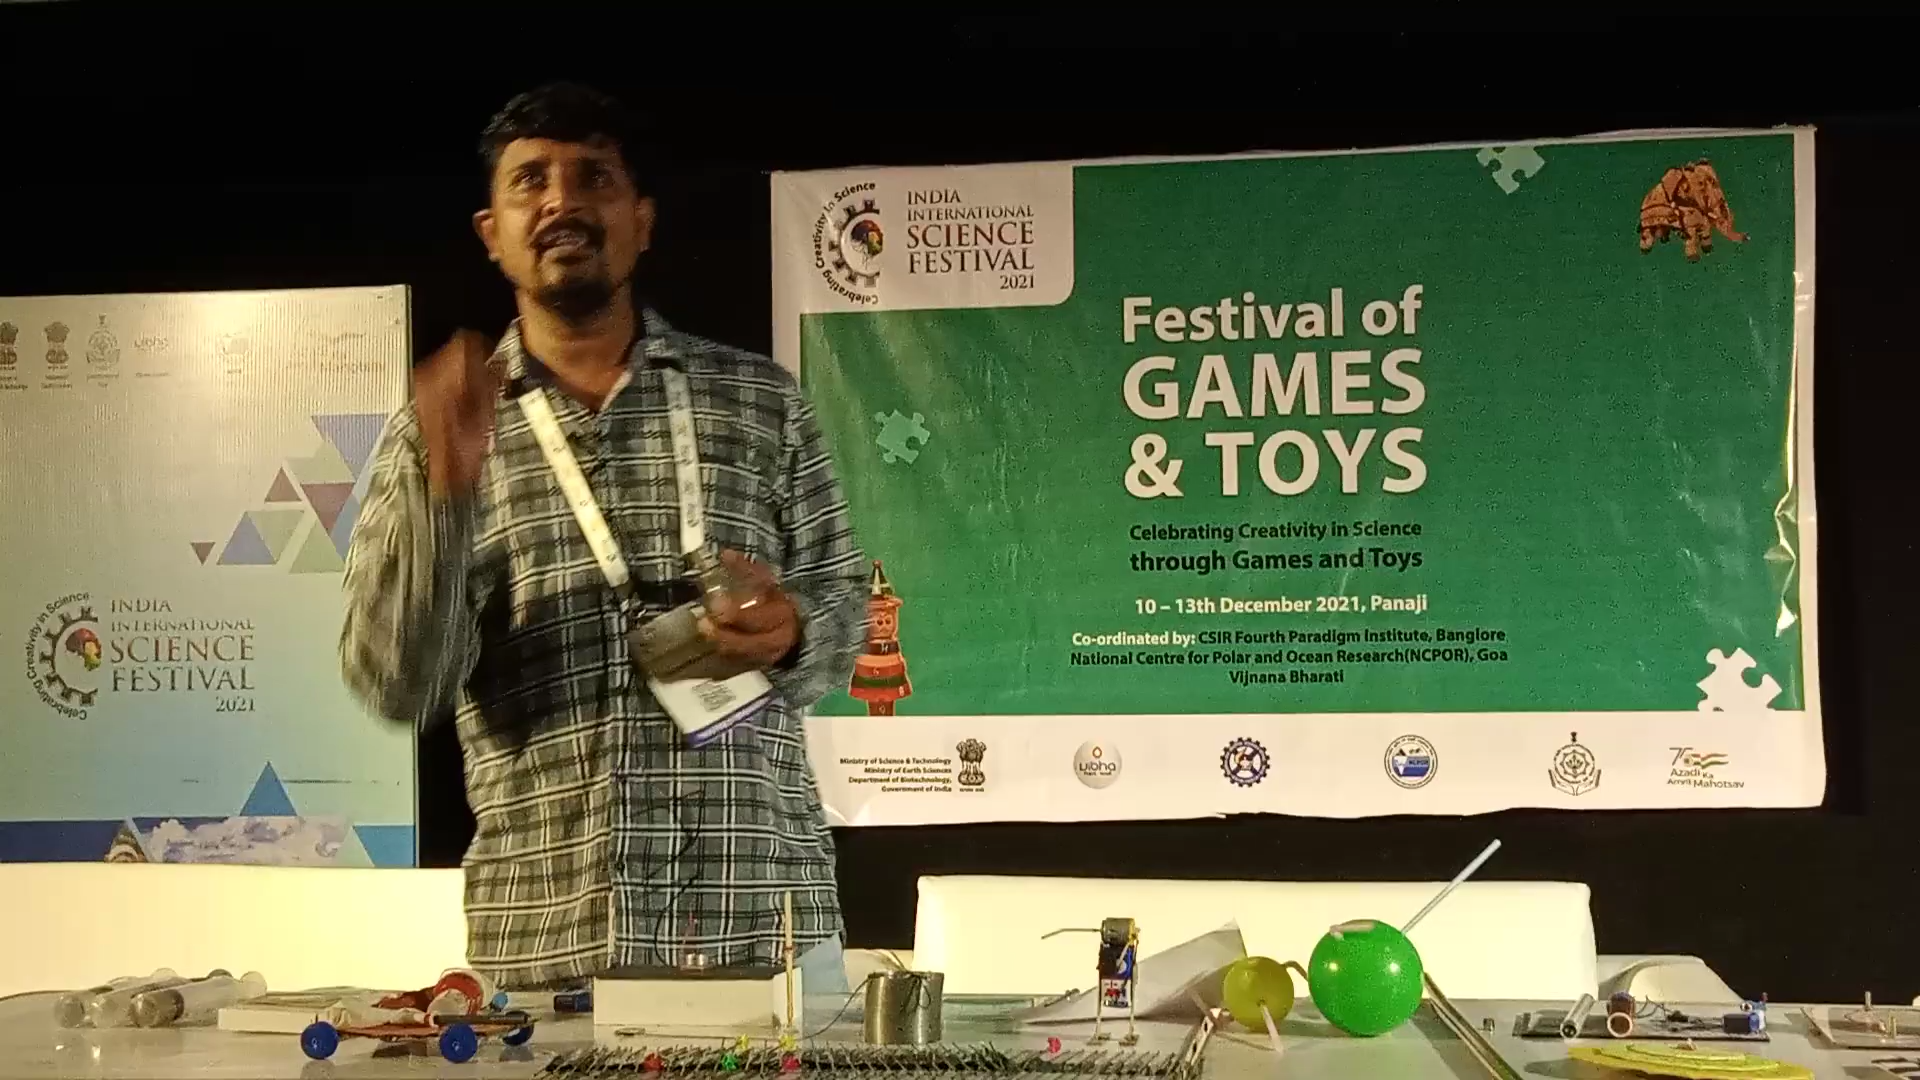 Celebrating Creativity in Science
INDIA
INTERNATIONAL
SCIENCE
FESTIVAL
2021
Festival of
GAMES
& TOYS
Celebrating Creativity in Science
through Games and Toys
10 – 13th December 2021, Panaji
Co-ordinated by: CSIR Fourth Paradigm Institute, Banglore
National Centre for Polar and Ocean Research(NCPOR), Goa
Vijnana Bharati
Ministry of Science & Technology
Ministry of Earth Sciences
Department of Biotechnology,
Government of India
vibha
75
Azadi Ka
Amrit Mahotsav
vibha
Celebrating Creativity in Science
INDIA
INTERNATIONAL
SCIENCE
FESTIVAL
2021